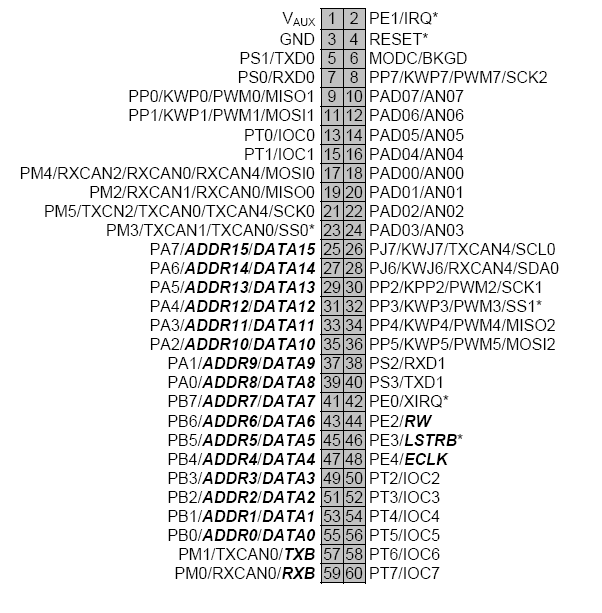 VAUX 1 2 PE1/IRQ*
GND 3 4 RESET*
PS1/TXD0 5 6 MODC/BKGD
PS0/RXD0 7 8 PP7/KWP7/PWM7/SCK2
PP0/KWP0/PWM0/MISO1 9 10 PAD07/AN07
PP1/KWP1/PWM1/MOSI1 11 12 PAD06/AN06
PT0/IOC0 13 14 PAD05/AN05
PT1/IOC1 15 16 PAD04/AN04
PM4/RXCAN2/RXCAN0/RXCAN4/MOSI0 17 18 PAD00/AN00
PM2/RXCAN1/RXCAN0/MISO0 19 20 PAD01/AN01
PM5/TXCN2/TXCAN0/TXCAN4/SCK0 21 22 PAD02/AN02
PM3/TXCAN1/TXCAN0/SS0* 23 24 PAD03/AN03
PA7/ADDR15/DATA15 25 26 PJ7/KWJ7/TXCAN4/SCL0
PA6/ADDR14/DATA14 27 28 PJ6/KWJ6/RXCAN4/SDA0
PA5/ADDR13/DATA13 29 30 PP2/KPP2/PWM2/SCK1
PA4/ADDR12/DATA12 31 32 PP3/KWP3/PWM3/SS1*
PA3/ADDR11/DATA11 33 34 PP4/KWP4/PWM4/MISO2
PA2/ADDR10/DATA10 35 36 PP5/KWP5/PWM5/MOSI2
PA1/ADDR9/DATA9 37 38 PS2/RXD1
PA0/ADDR8/DATA8 39 40 PS3/TXD1
PB7/ADDR7/DATA7 41 42 PE0/XIRQ*
PB6/ADDR6/DATA6 43 44 PE2/RW
PB5/ADDR5/DATA5 45 46 PE3/LSTRB*
PB4/ADDR4/DATA4 47 48 PE4/ECLK
PB3/ADDR3/DATA3 49 50 PT2/IOC2
PB2/ADDR2/DATA2 51 52 PT3/IOC3
PB1/ADDR1/DATA1 53 54 PT4/IOC4
PB0/ADDR0/DATA0 55 56 PT5/IOC5
PM1/TXCAN0/TXB 57 58 PT6/IOC6
PM0/RXCAN0/RXB 59 60 PT7/IOC7